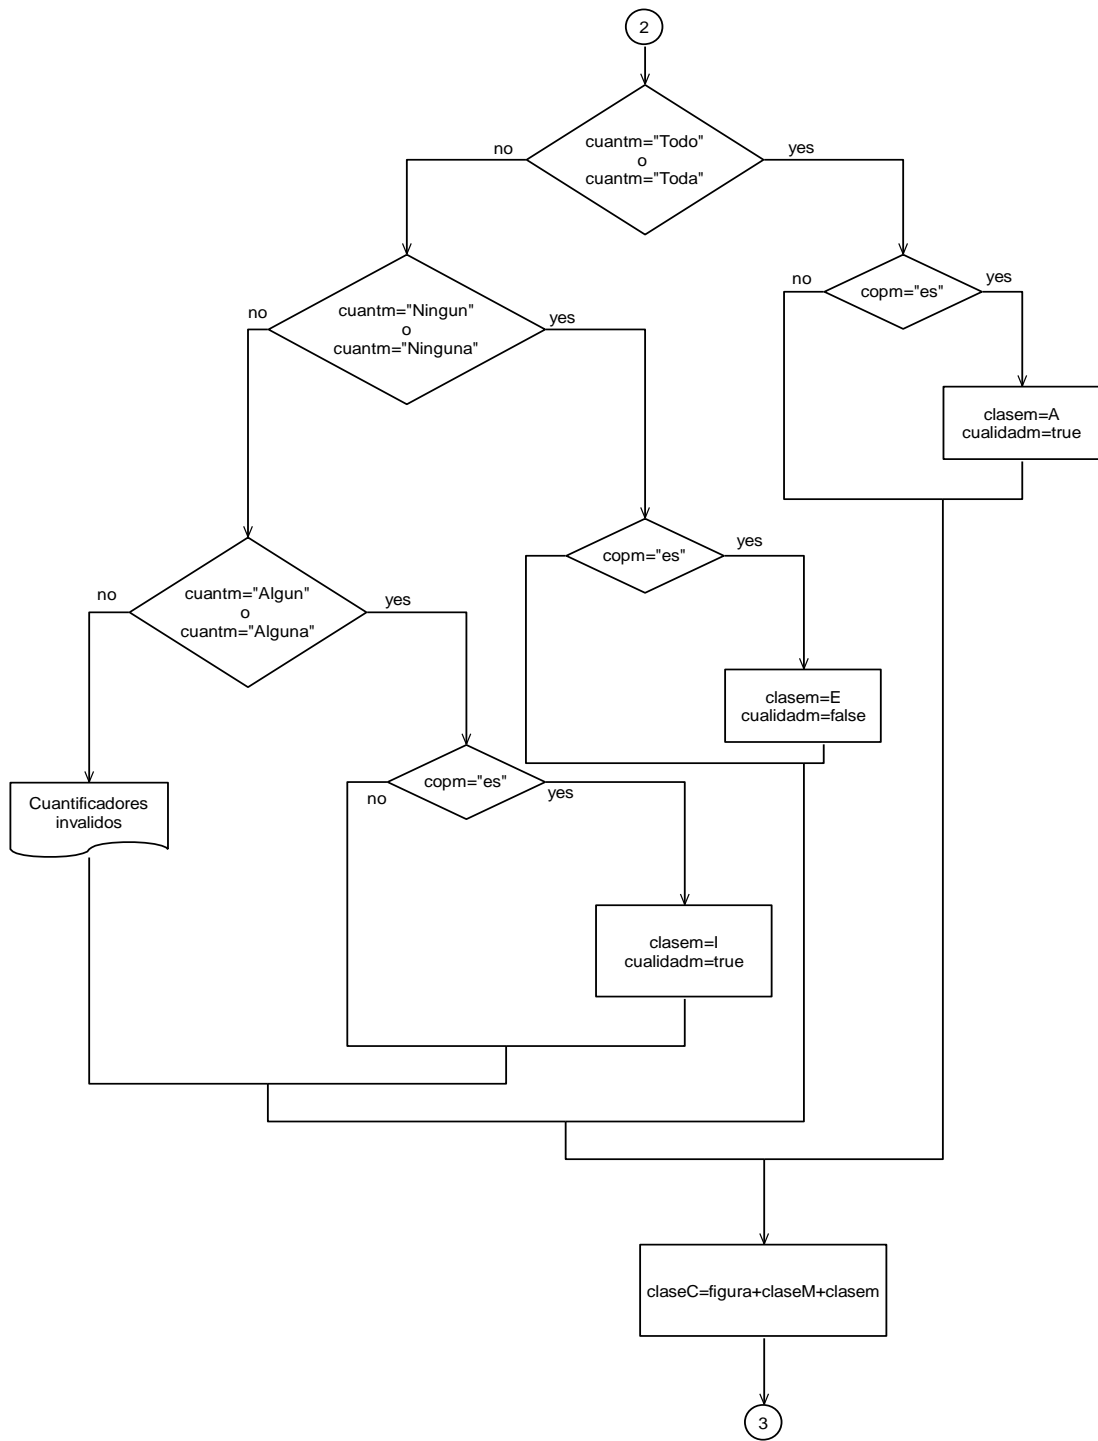 2
cuantm="Todo"
o
cuantm="Toda"
no
yes
cuantm="Ningun"
o
cuantm="Ninguna"
no
yes
copm="es"
no
yes
clasem=A
cualidadm=true
cuantm="Algun"
o
cuantm="Alguna"
no
yes
copm="es"
yes
clasem=E
cualidadm=false
Cuantificadores
invalidos
copm="es"
no
yes
clasem=I
cualidadm=true
claseC=figura+claseM+clasem
3